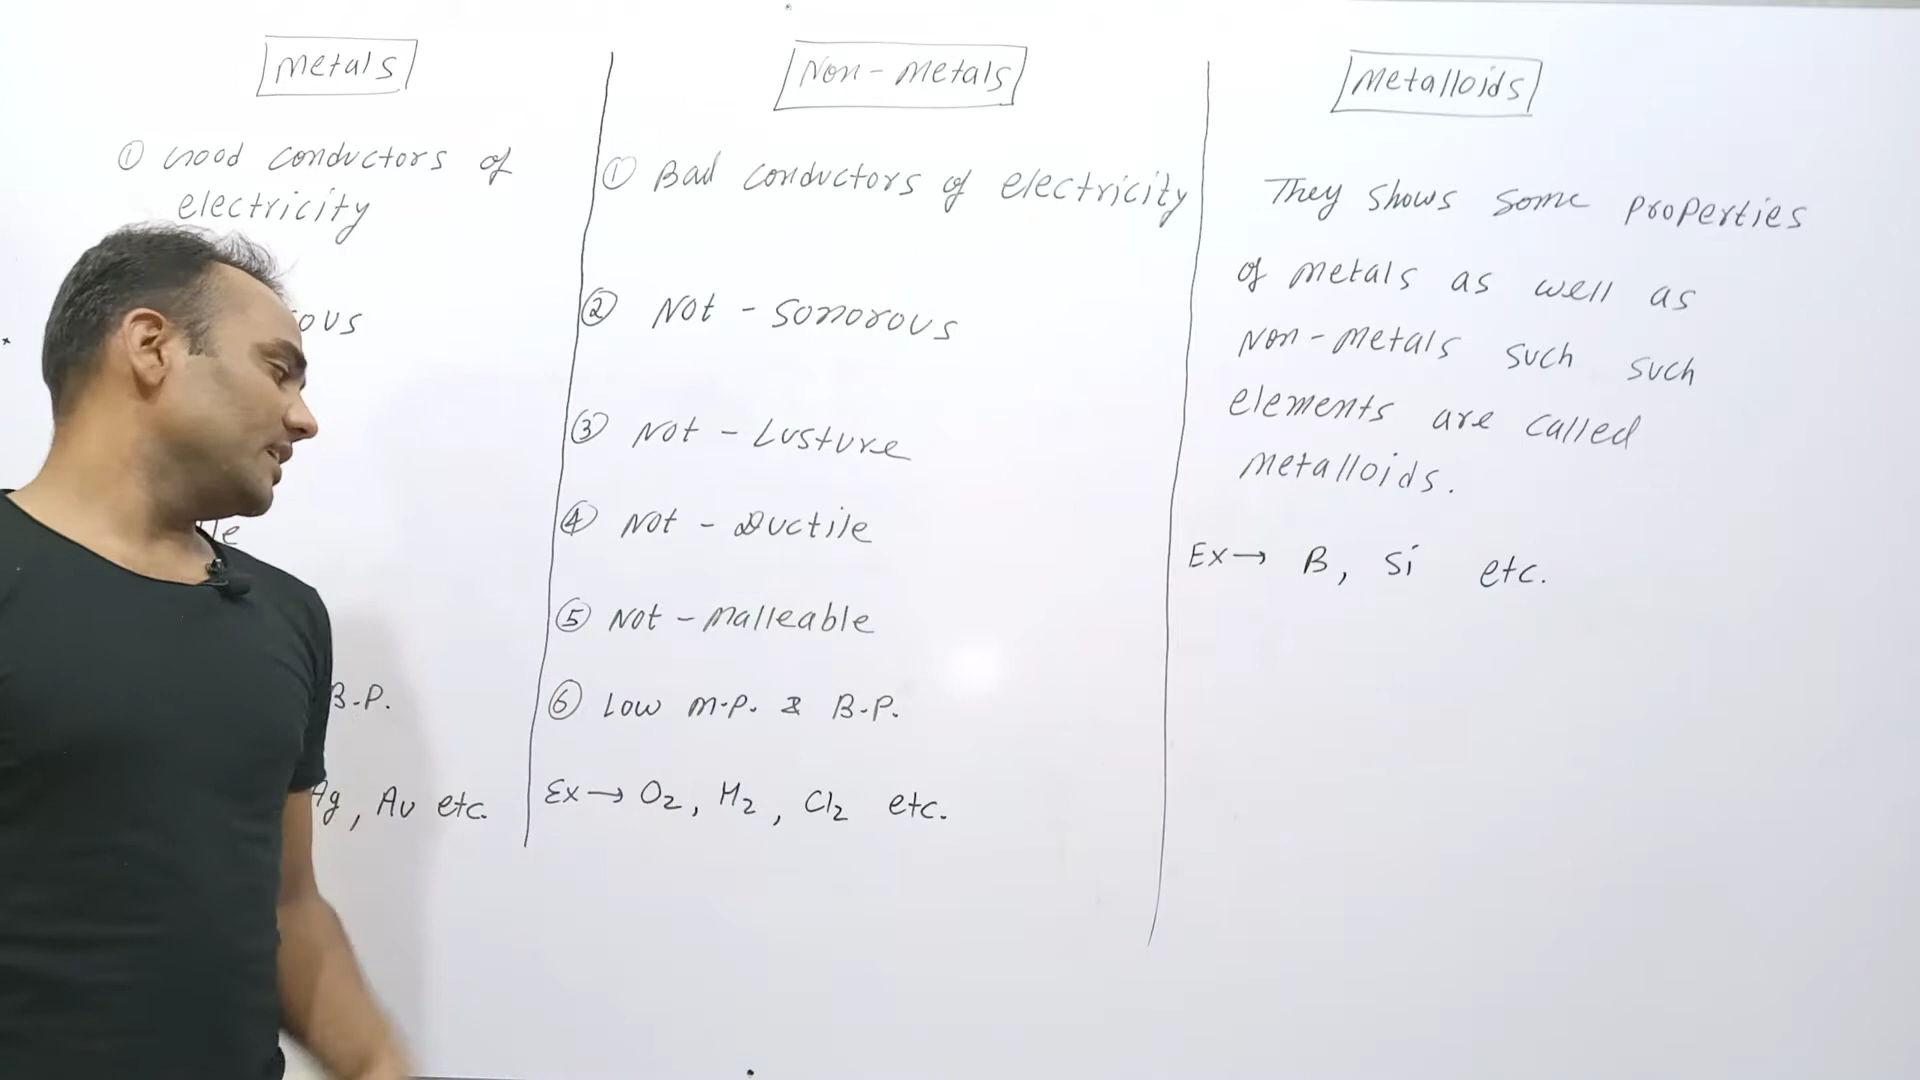 Metals
① Good conductors of
electricity
B.P.
Ag, Au etc.
Non-Metals
① Bad conductors of electricity
② Not - Sonorous
③ Not - Lusture
④ Not - Ductile
⑤ Not - Malleable
⑥ Low M.P. & B.P.
Ex → O₂, H₂, Cl₂ etc.
Metalloids
They shows some properties
of metals as well as
Non-Metals such such
elements are called
Metalloids.
Ex → B, Si etc.